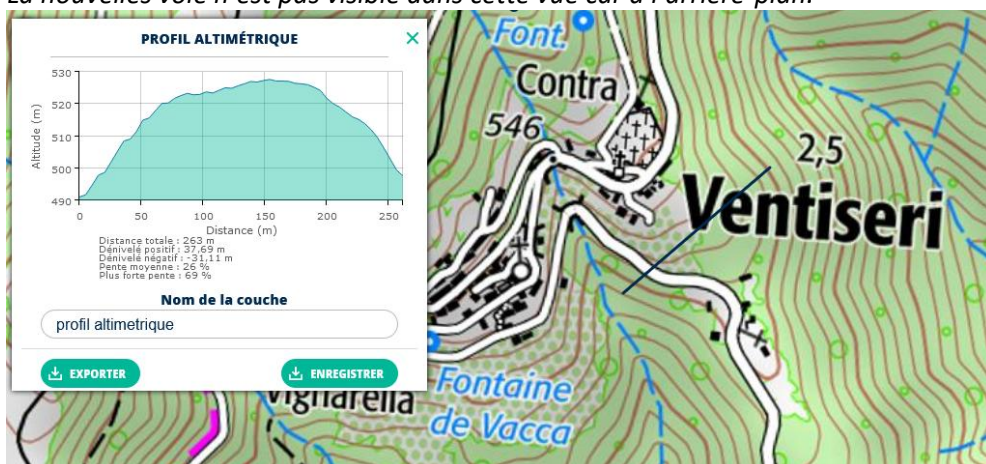 La nouvelles voie n'est pas visible dans cette vue car à l'arrière-plan.
PROFIL ALTIMÉTRIQUE
×
530
520
510
500
490
Altitude (m)
0 50 100 150 200 250
Distance (m)
Distance totale : 263 m
Dénivelé positif : 37,69 m
Dénivelé négatif : -31,11 m
Pente moyenne : 26 %
Plus forte pente : 69 %
Nom de la couche
profil altimetrique
EXPORTER
ENREGISTRER
Font.
Contra
546
2,5
Ventiseri
Fontaine
de Vacca
Vignarella